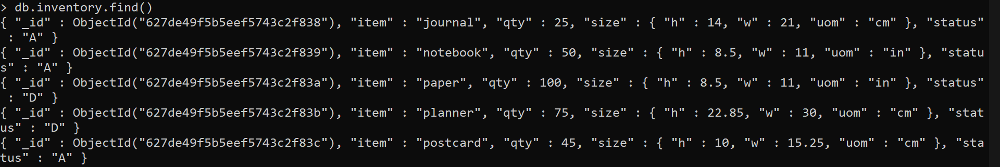 > db.inventory.find()
{ "_id" : ObjectId("627de49f5b5eef5743c2f838"), "item" : "journal", "qty" : 25, "size" : { "h" : 14, "w" : 21, "uom" : "cm" }, "status"
 : "A" }
{ "_id" : ObjectId("627de49f5b5eef5743c2f839"), "item" : "notebook", "qty" : 50, "size" : { "h" : 8.5, "w" : 11, "uom" : "in" }, "statu
s" : "A" }
{ "_id" : ObjectId("627de49f5b5eef5743c2f83a"), "item" : "paper", "qty" : 100, "size" : { "h" : 8.5, "w" : 11, "uom" : "in" }, "status"
 : "D" }
{ "_id" : ObjectId("627de49f5b5eef5743c2f83b"), "item" : "planner", "qty" : 75, "size" : { "h" : 22.85, "w" : 30, "uom" : "cm" }, "stat
us" : "D" }
{ "_id" : ObjectId("627de49f5b5eef5743c2f83c"), "item" : "postcard", "qty" : 45, "size" : { "h" : 10, "w" : 15.25, "uom" : "cm" }, "sta
tus" : "A" }